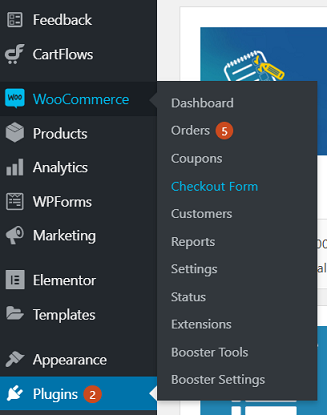 Feedback
CartFlows
WooCommerce
Products
Analytics
WPForms
Marketing
Elementor
Templates
Appearance
Plugins 2
Dashboard
Orders 5
Coupons
Checkout Form
Customers
Reports
Settings
Status
Extensions
Booster Tools
Booster Settings